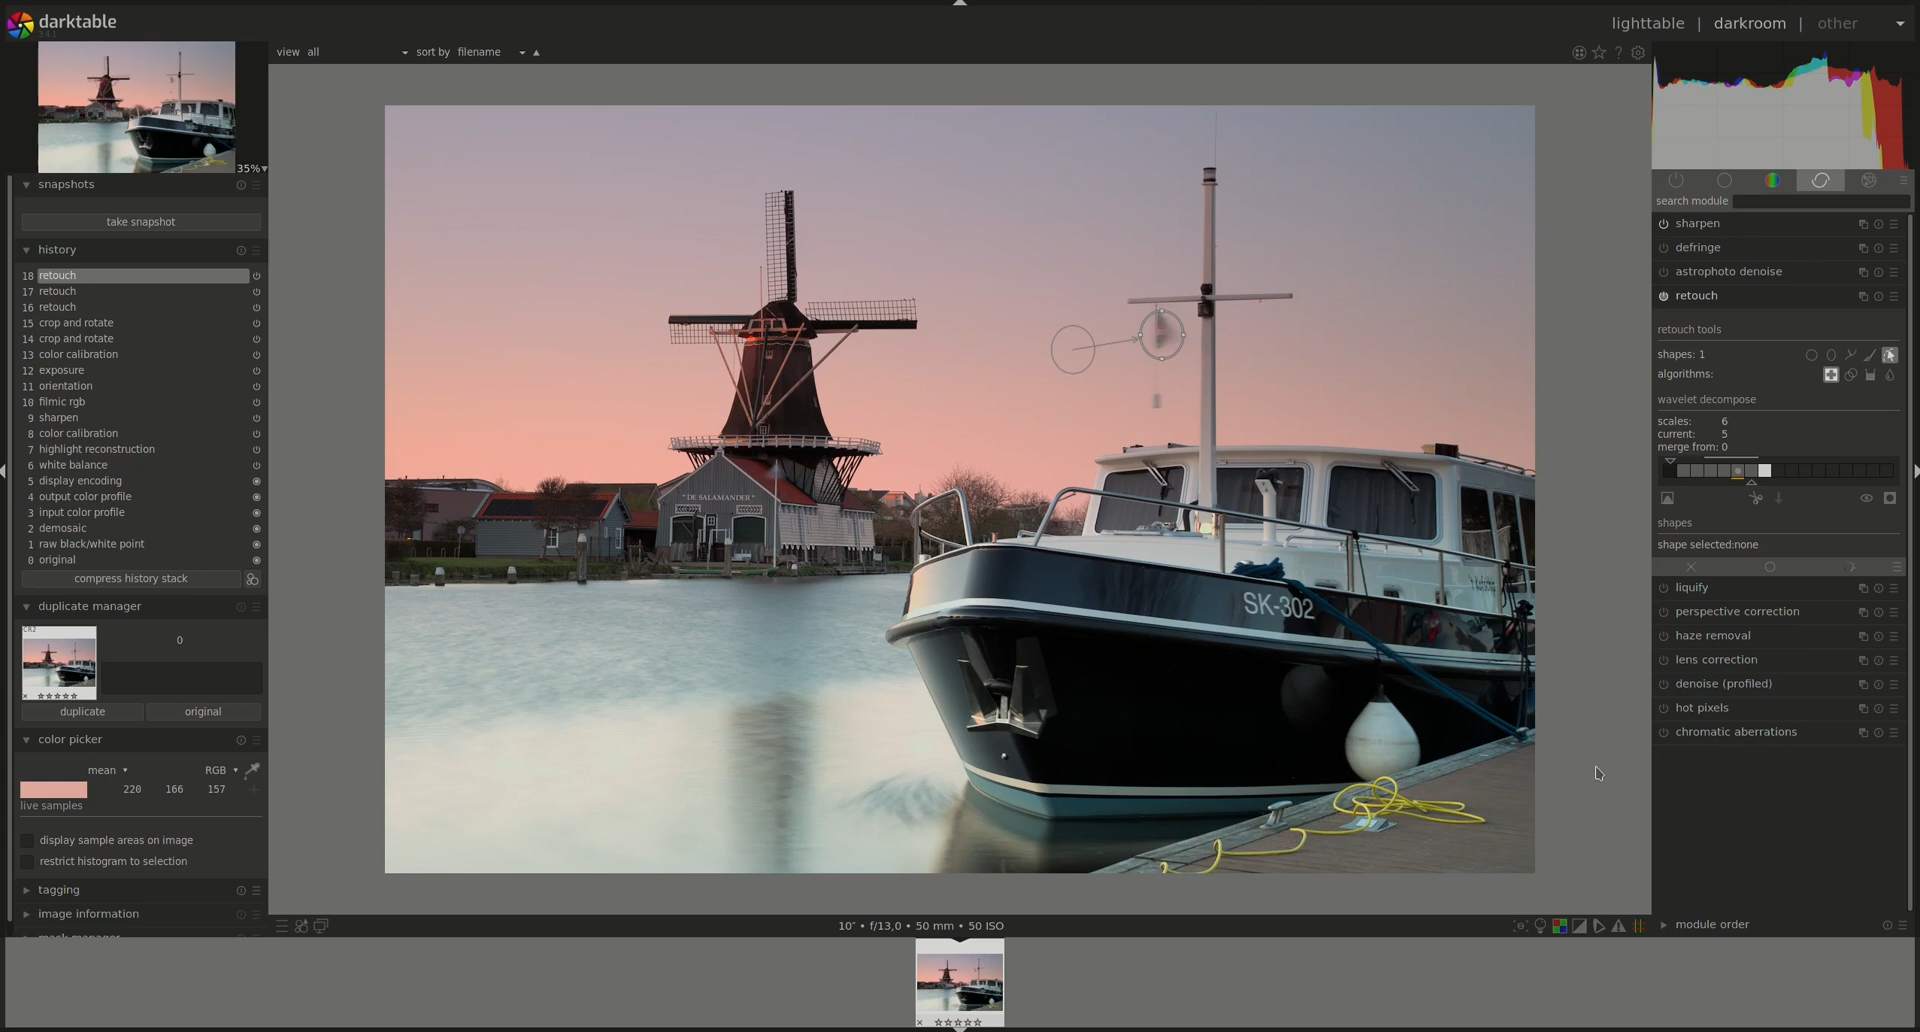 darktable
3.4.1
lighttable | darkroom | other
view all sort by filename
35%
snapshots
take snapshot
history
18 retouch
17 retouch
16 retouch
15 crop and rotate
14 crop and rotate
13 color calibration
12 exposure
11 orientation
10 filmic rgb
9 sharpen
8 color calibration
7 highlight reconstruction
6 white balance
5 display encoding
4 output color profile
3 input color profile
2 demosaic
1 raw black/white point
0 original
compress history stack
duplicate manager
CR2
0
duplicate original
color picker
mean RGB
220 166 157
live samples
display sample areas on image
restrict histogram to selection
tagging
image information
mask manager
"DE SALAMANDER"
SK-302
10" • f/13,0 • 50 mm • 50 ISO
search module
sharpen
defringe
astrophoto denoise
retouch
retouch tools
shapes: 1
algorithms:
wavelet decompose
scales: 6
current: 5
merge from: 0
shapes
shape selected:none
liquify
perspective correction
haze removal
lens correction
denoise (profiled)
hot pixels
chromatic aberrations
module order